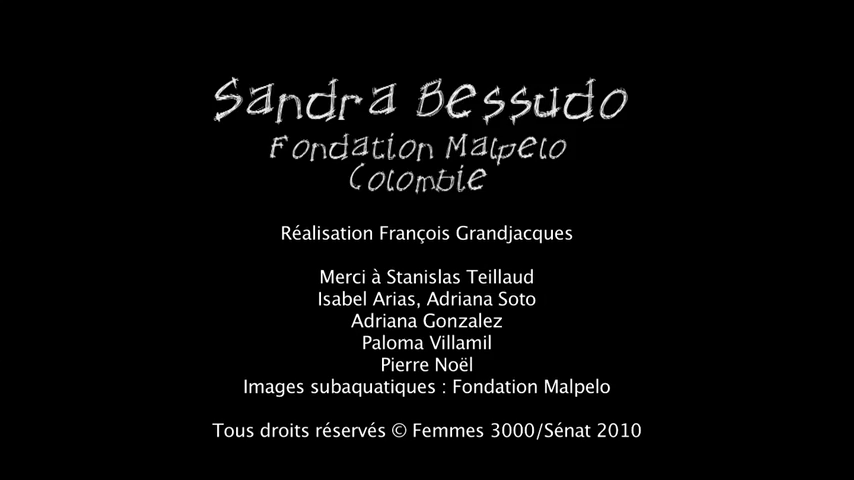 Sandra Bessudo
Fondation Malpelo
Colombie
Réalisation François Grandjacques
Merci à Stanislas Teillaud
Isabel Arias, Adriana Soto
Adriana Gonzalez
Paloma Villamil
Pierre Noël
Images subaquatiques : Fondation Malpelo
Tous droits réservés © Femmes 3000/Sénat 2010